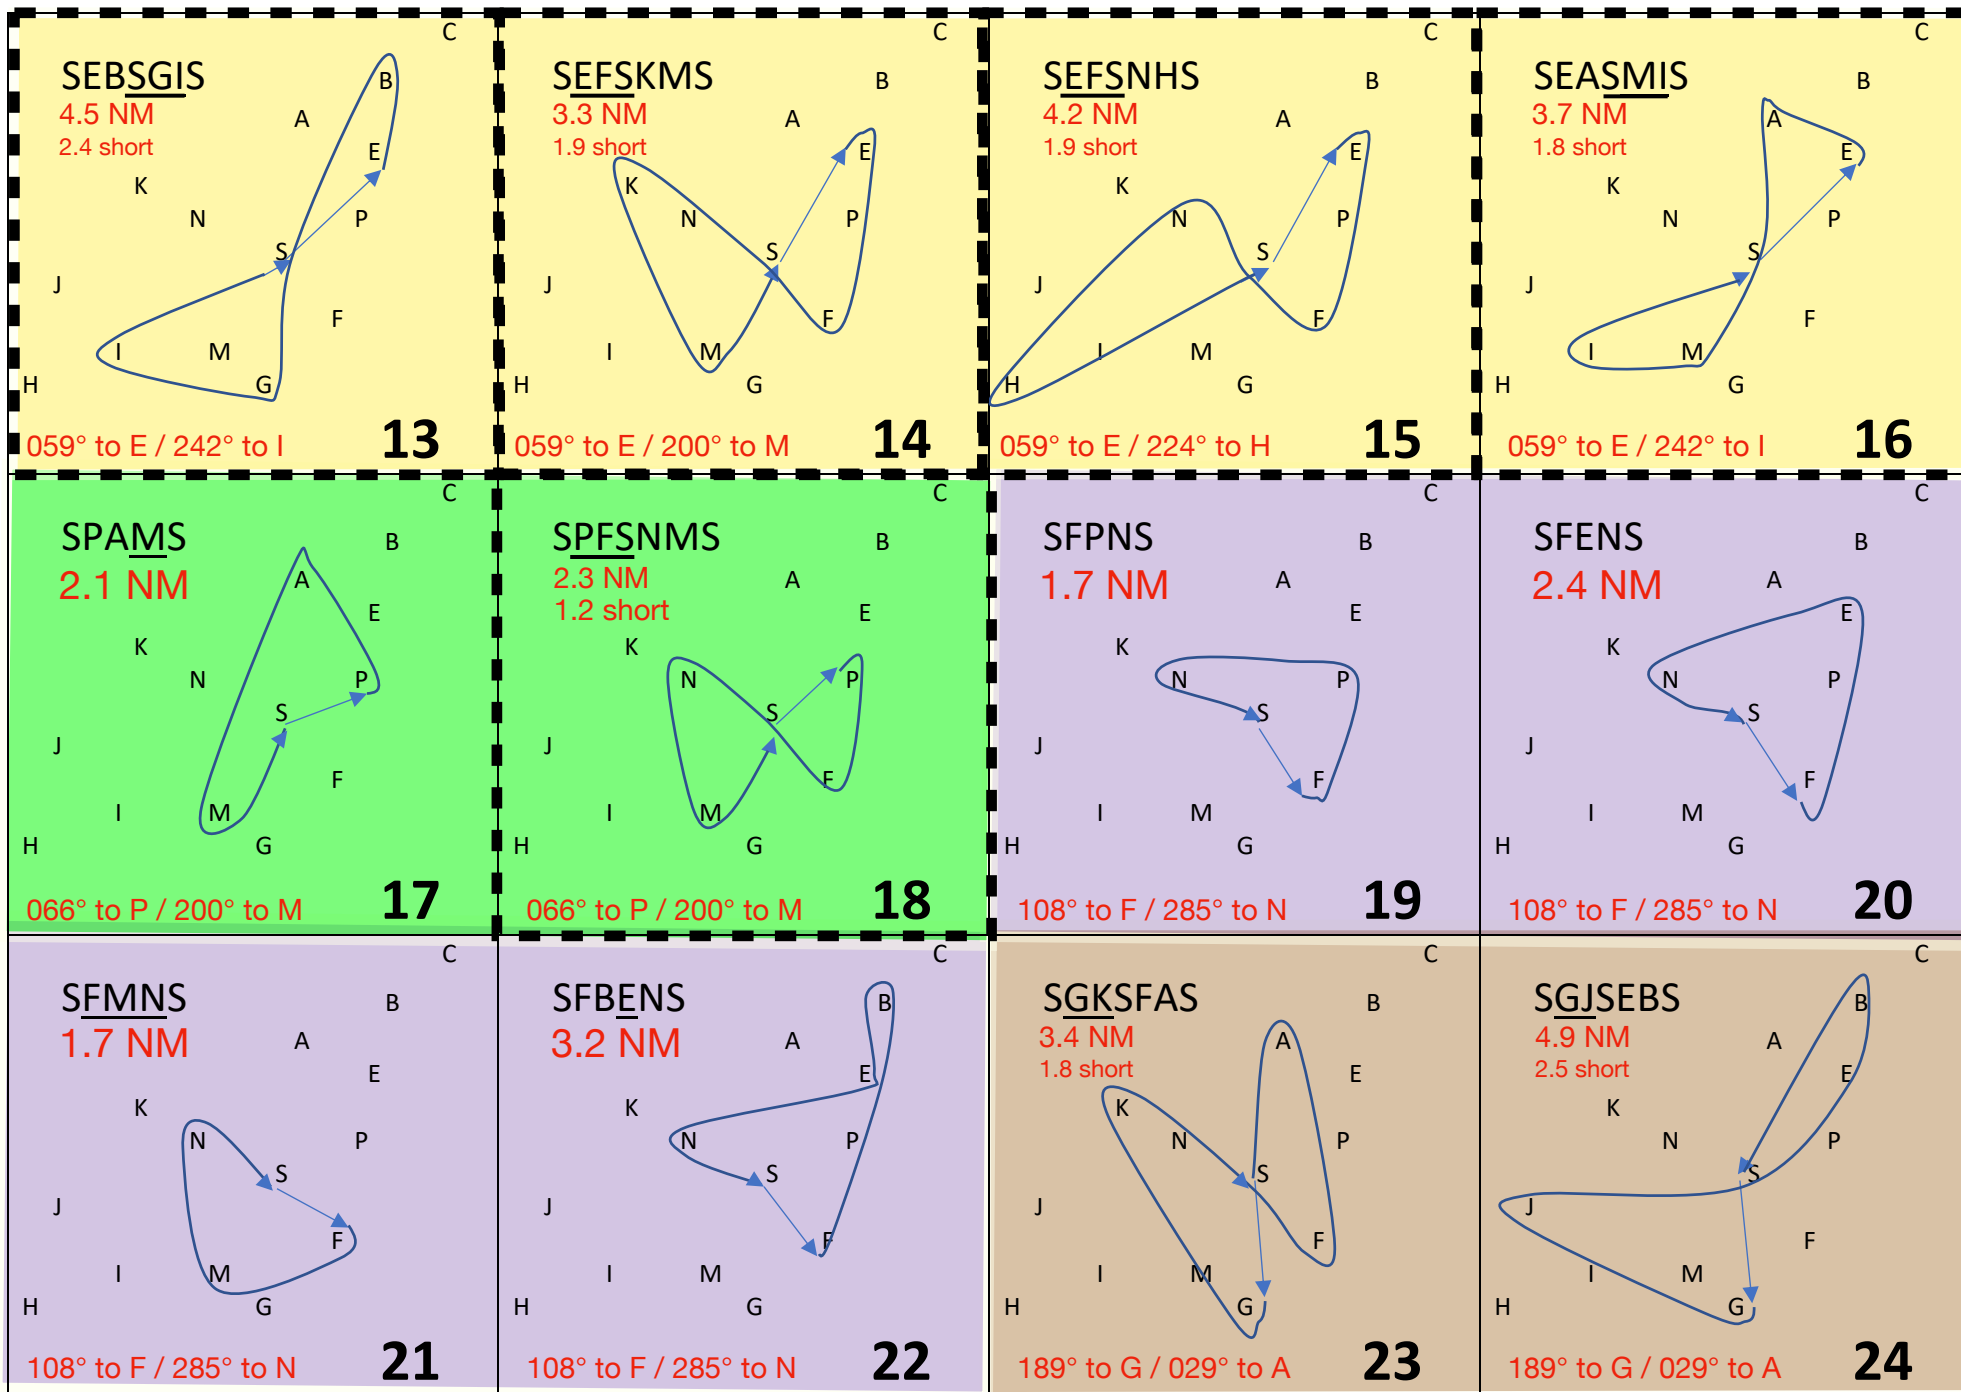 C
SEBSGIS
B
4.5 NM
A
2.4 short
E
K
N
P
S
J
F
I
M
H
G
059° to E / 242° to I
13
C
SEFSKMS
B
3.3 NM
A
1.9 short
E
K
N
P
S
J
F
I
M
H
G
059° to E / 200° to M
14
C
SEFSNHS
B
4.2 NM
A
1.9 short
E
K
N
P
S
J
F
I
M
H
G
059° to E / 224° to H
15
C
SEASMIS
B
3.7 NM
A
1.8 short
E
K
N
P
S
J
F
I
M
H
G
059° to E / 242° to I
16
C
SPAMS
B
2.1 NM
A
E
K
N
P
S
J
F
I
M
H
G
066° to P / 200° to M
17
C
SPFSNMS
B
2.3 NM
A
1.2 short
E
K
N
P
S
J
F
I
M
H
G
066° to P / 200° to M
18
C
SFPNS
B
1.7 NM
A
E
K
N
P
S
J
F
I
M
H
G
108° to F / 285° to N
19
C
SFENS
B
2.4 NM
A
E
K
N
P
S
J
F
I
M
H
G
108° to F / 285° to N
20
C
SFMNS
B
1.7 NM
A
E
K
N
P
S
J
F
I
M
H
G
108° to F / 285° to N
21
C
SFBENS
B
3.2 NM
A
E
K
N
P
S
J
F
I
M
H
G
108° to F / 285° to N
22
C
SGKSFAS
B
3.4 NM
A
1.8 short
E
K
N
P
S
J
F
I
M
H
G
189° to G / 029° to A
23
C
SGJSEBS
B
4.9 NM
A
2.5 short
E
K
N
P
S
J
F
I
M
H
G
189° to G / 029° to A
24